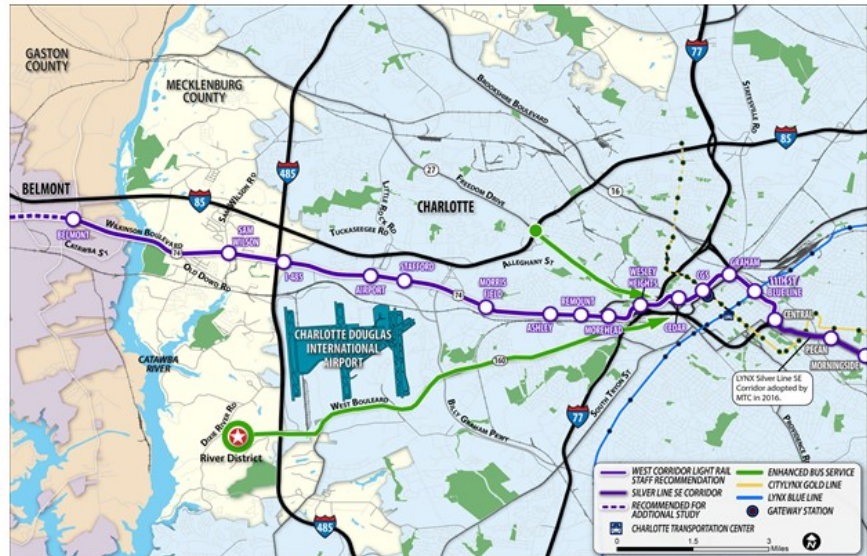 GASTON
COUNTY
MECKLENBURG
COUNTY
77
STATESVILLE RD
BROOKSHIRE BOULEVARD
485
85
BELMONT
85
SAM WILSON RD
27
FREEDOM DRIVE
16
LITTLE ROCK
RD
CHARLOTTE
TUCKASEEGEE RD
BELMONT
WILKINSON BOULEVARD
CATAWBA ST
74
SAM
WILSON
OLD DOWD RD
I-485
AIRPORT
STAFFORD
ALLEGHANY ST
74
MORRIS
FIELD
ASHLEY
REMOUNT
MOREHEAD
WESLEY
HEIGHTS
CEDAR
CGS
GRAHAM
11TH ST/
BLUE LINE
CENTRAL
PECAN
MORNINGSIDE
CHARLOTTE DOUGLAS
INTERNATIONAL
AIRPORT
CATAWBA
RIVER
160
LYNX Silver Line SE
Corridor adopted by
MTC in 2016.
DIXIE RIVER RD
WEST BOULEARD
BILLY GRAHAM PKWY
SOUTH TRYON ST
77
PROVIDENCE RD
River District
485
WEST CORRIDOR LIGHT RAIL
STAFF RECOMMENDATION
SILVER LINE SE CORRIDOR
RECOMMENDED FOR
ADDTIONAL STUDY
CHARLOTTE TRANSPORTATION CENTER
ENHANCED BUS SERVICE
CITYLYNX GOLD LINE
LYNX BLUE LINE
GATEWAY STATION
0 1.5 3
Miles
N